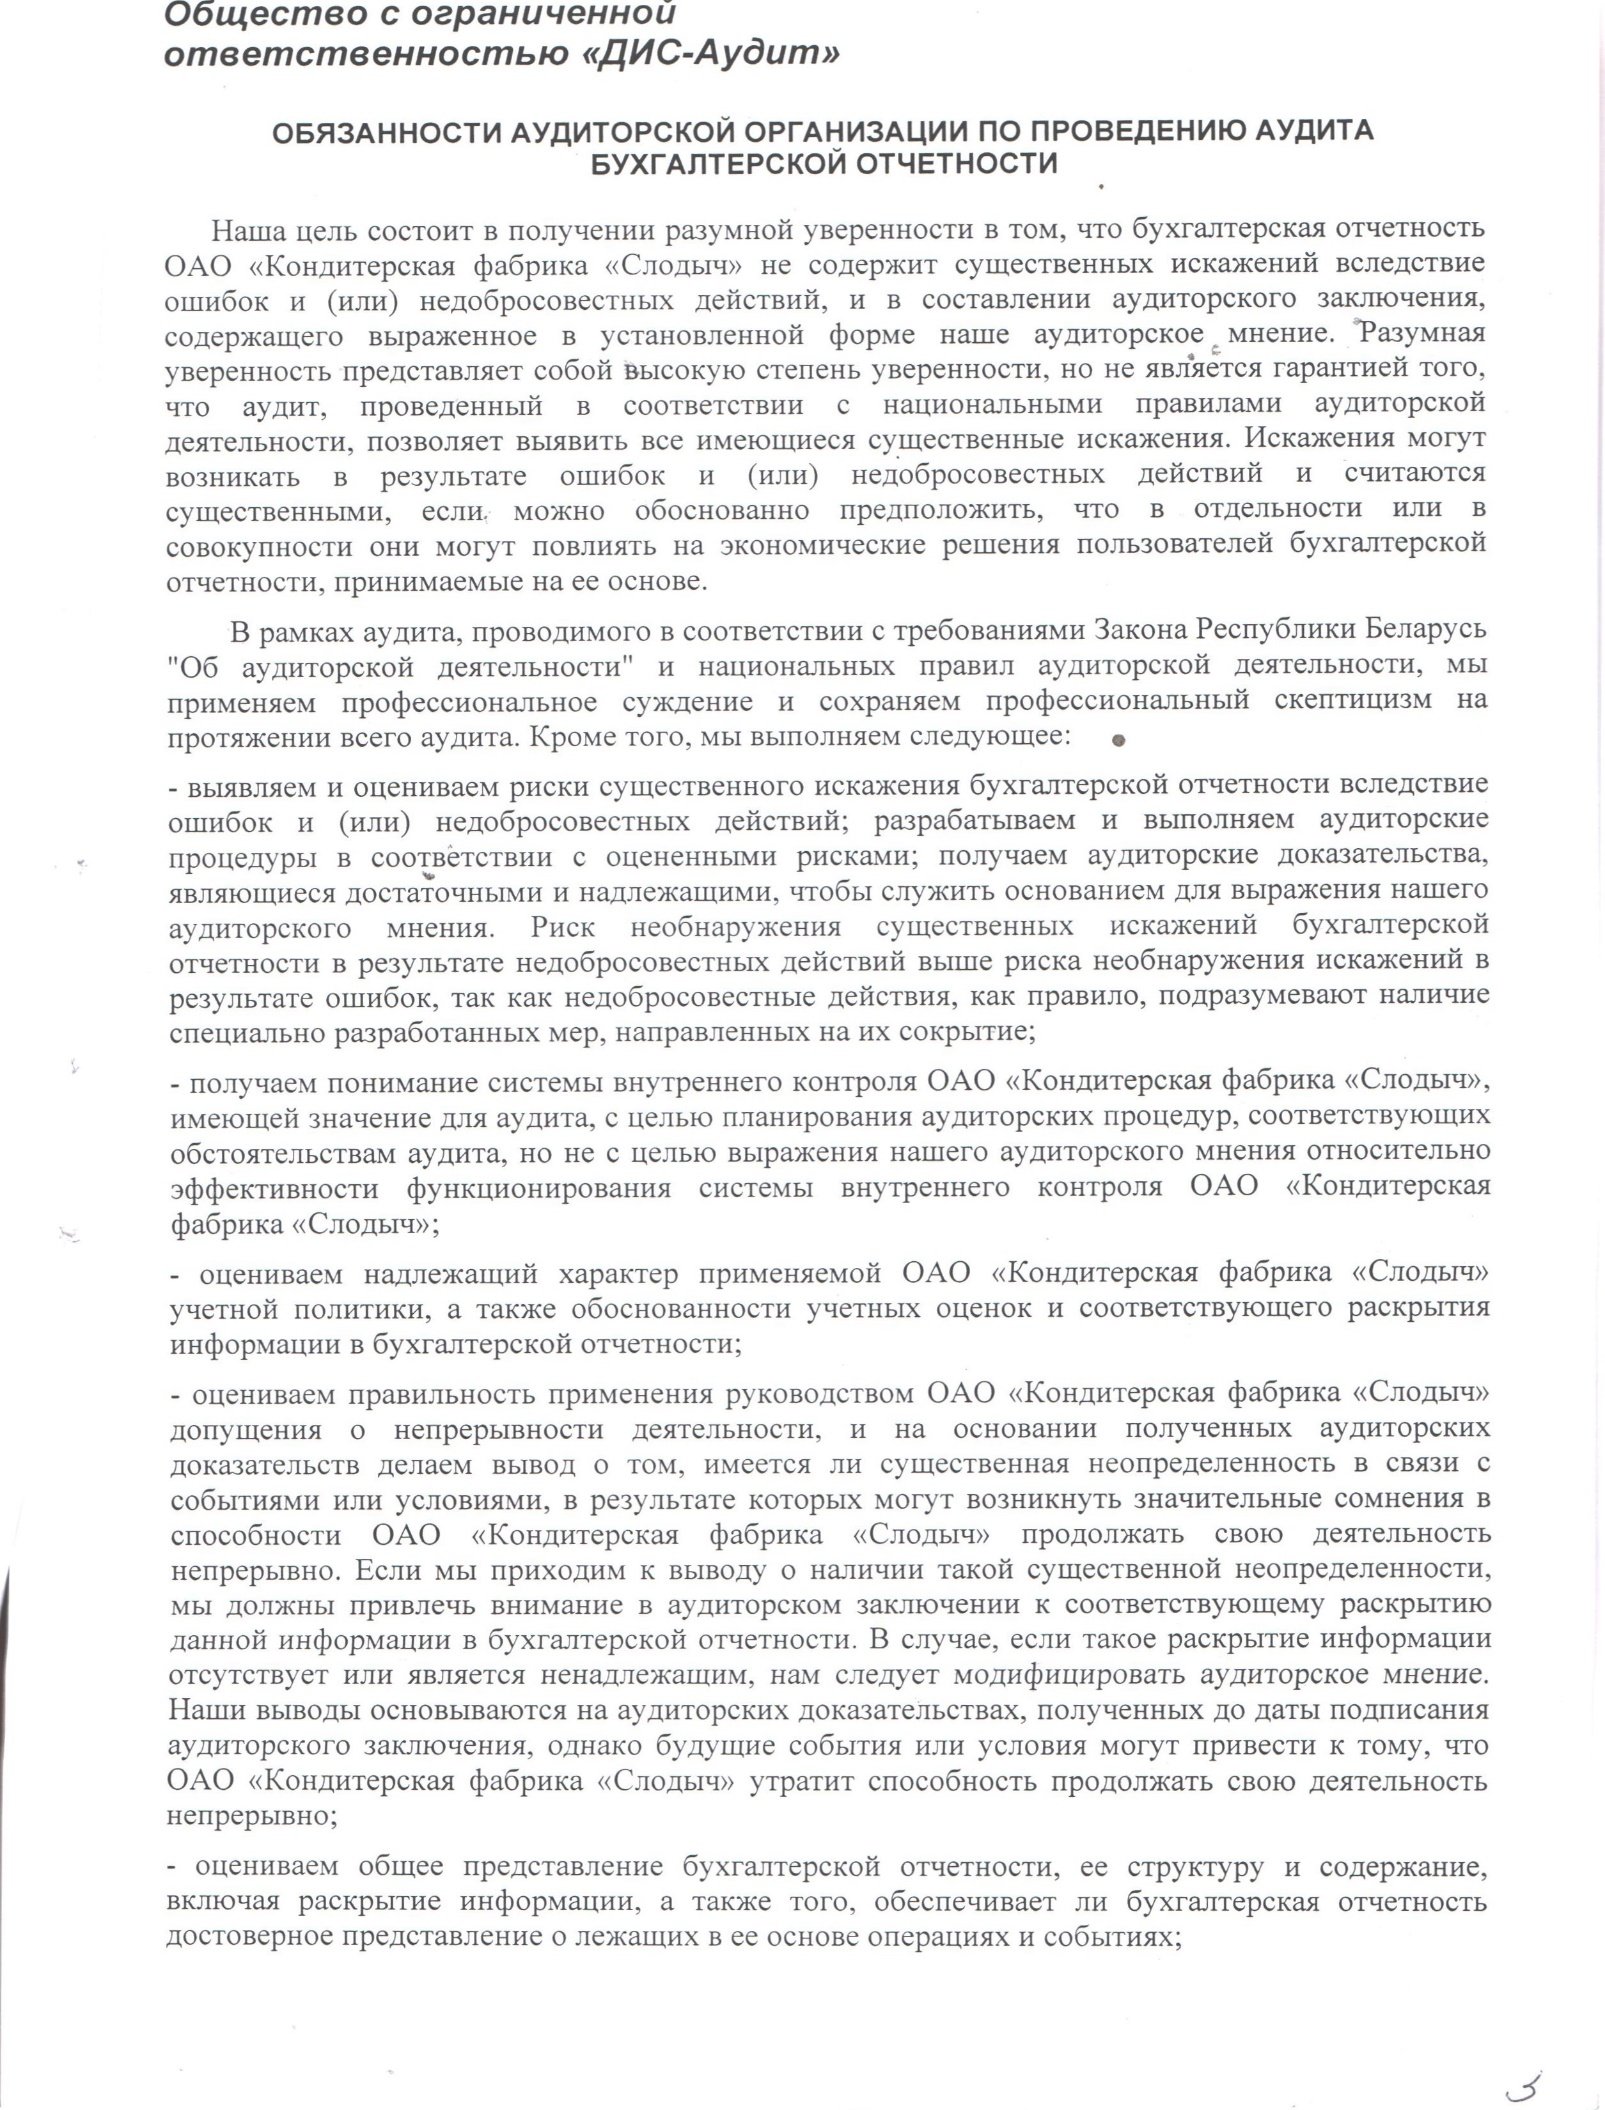 Общество с ограниченной
ответственностью «ДИС-Аудит»
ОБЯЗАННОСТИ АУДИТОРСКОЙ ОРГАНИЗАЦИИ ПО ПРОВЕДЕНИЮ АУДИТА
БУХГАЛТЕРСКОЙ ОТЧЕТНОСТИ
Наша цель состоит в получении разумной уверенности в том, что бухгалтерская отчетность
ОАО «Кондитерская фабрика «Слодыч» не содержит существенных искажений вследствие
ошибок и (или) недобросовестных действий, и в составлении аудиторского заключения,
содержащего выраженное в установленной форме наше аудиторское мнение. Разумная
уверенность представляет собой высокую степень уверенности, но не является гарантией того,
что аудит, проведенный в соответствии с национальными правилами аудиторской
деятельности, позволяет выявить все имеющиеся существенные искажения. Искажения могут
возникать в результате ошибок и (или) недобросовестных действий и считаются
существенными, если можно обоснованно предположить, что в отдельности или в
совокупности они могут повлиять на экономические решения пользователей бухгалтерской
отчетности, принимаемые на ее основе.
В рамках аудита, проводимого в соответствии с требованиями Закона Республики Беларусь
"Об аудиторской деятельности" и национальных правил аудиторской деятельности, мы
применяем профессиональное суждение и сохраняем профессиональный скептицизм на
протяжении всего аудита. Кроме того, мы выполняем следующее:
- выявляем и оцениваем риски существенного искажения бухгалтерской отчетности вследствие
ошибок и (или) недобросовестных действий; разрабатываем и выполняем аудиторские
процедуры в соответствии с оцененными рисками; получаем аудиторские доказательства,
являющиеся достаточными и надлежащими, чтобы служить основанием для выражения нашего
аудиторского мнения. Риск необнаружения существенных искажений бухгалтерской
отчетности в результате недобросовестных действий выше риска необнаружения искажений в
результате ошибок, так как недобросовестные действия, как правило, подразумевают наличие
специально разработанных мер, направленных на их сокрытие;
- получаем понимание системы внутреннего контроля ОАО «Кондитерская фабрика «Слодыч»,
имеющей значение для аудита, с целью планирования аудиторских процедур, соответствующих
обстоятельствам аудита, но не с целью выражения нашего аудиторского мнения относительно
эффективности функционирования системы внутреннего контроля ОАО «Кондитерская
фабрика «Слодыч»;
- оцениваем надлежащий характер применяемой ОАО «Кондитерская фабрика «Слодыч»
учетной политики, а также обоснованности учетных оценок и соответствующего раскрытия
информации в бухгалтерской отчетности;
- оцениваем правильность применения руководством ОАО «Кондитерская фабрика «Слодыч»
допущения о непрерывности деятельности, и на основании полученных аудиторских
доказательств делаем вывод о том, имеется ли существенная неопределенность в связи с
событиями или условиями, в результате которых могут возникнуть значительные сомнения в
способности ОАО «Кондитерская фабрика «Слодыч» продолжать свою деятельность
непрерывно. Если мы приходим к выводу о наличии такой существенной неопределенности,
мы должны привлечь внимание в аудиторском заключении к соответствующему раскрытию
данной информации в бухгалтерской отчетности. В случае, если такое раскрытие информации
отсутствует или является ненадлежащим, нам следует модифицировать аудиторское мнение.
Наши выводы основываются на аудиторских доказательствах, полученных до даты подписания
аудиторского заключения, однако будущие события или условия могут привести к тому, что
ОАО «Кондитерская фабрика «Слодыч» утратит способность продолжать свою деятельность
непрерывно;
- оцениваем общее представление бухгалтерской отчетности, ее структуру и содержание,
включая раскрытие информации, а также того, обеспечивает ли бухгалтерская отчетность
достоверное представление о лежащих в ее основе операциях и событиях;
3